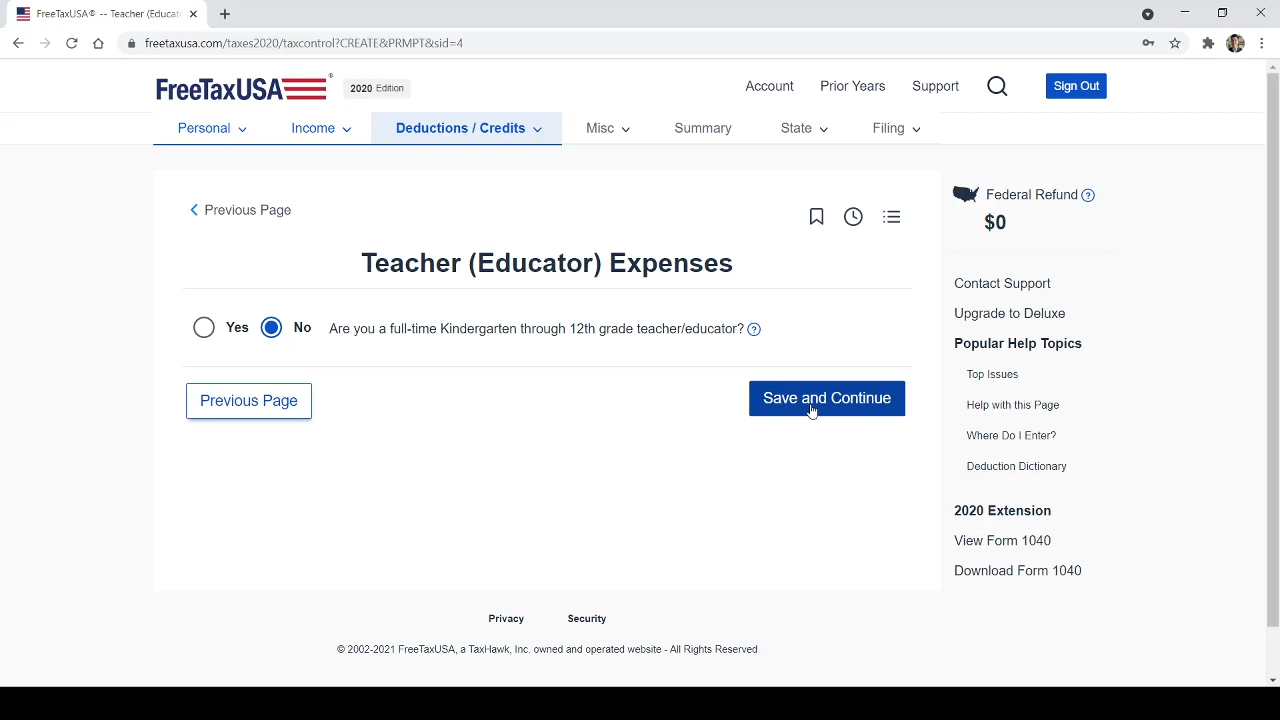 FreeTaxUSA® -- Teacher (Educat
freetaxusa.com/taxes2020/taxcontrol?CREATE&PRMPT&sid=4
FreeTaxUSA® 2020 Edition
Account Prior Years Support Sign Out
Personal Income Deductions / Credits Misc Summary State Filing
Previous Page
Federal Refund ?
$0
Teacher (Educator) Expenses
Yes No Are you a full-time Kindergarten through 12th grade teacher/educator? ?
Previous Page Save and Continue
Contact Support
Upgrade to Deluxe
Popular Help Topics
Top Issues
Help with this Page
Where Do I Enter?
Deduction Dictionary
2020 Extension
View Form 1040
Download Form 1040
Privacy Security
© 2002-2021 FreeTaxUSA, a TaxHawk, Inc. owned and operated website - All Rights Reserved